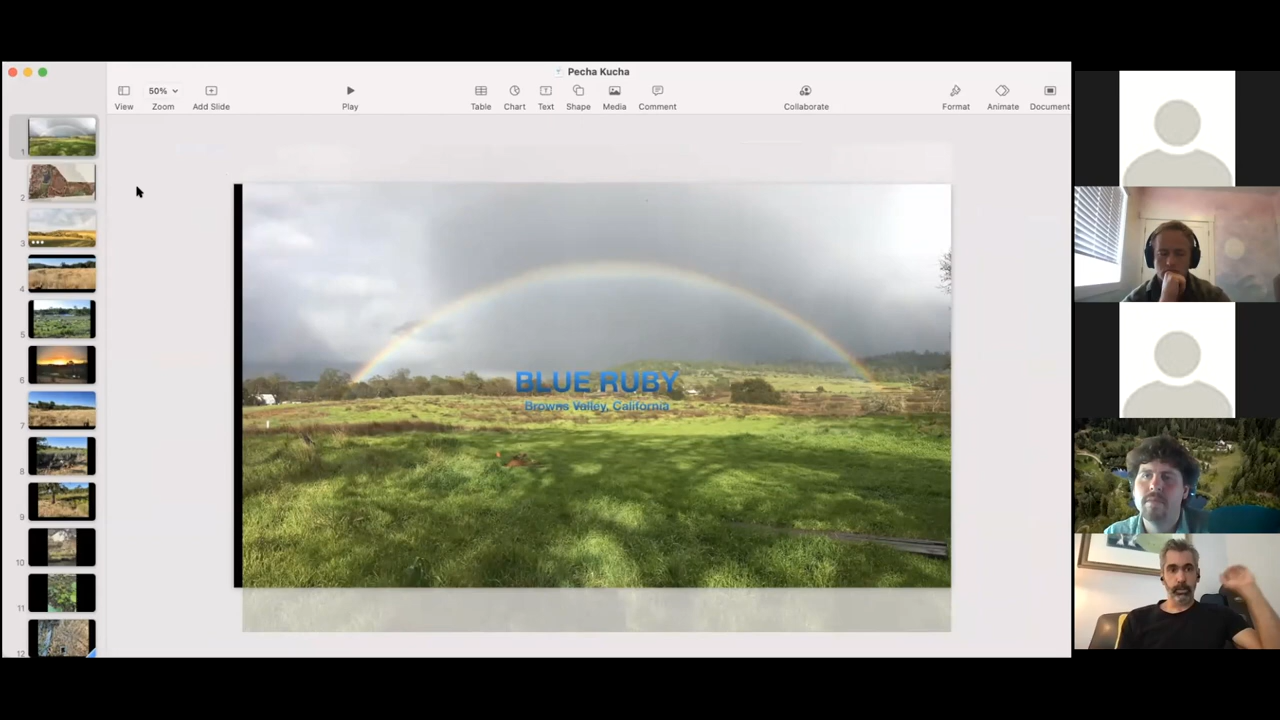 Pecha Kucha
50%
View
Zoom
Add Slide
Play
Table
Chart
Text
Shape
Media
Comment
Collaborate
Format
Animate
Document
1
2
3
4
5
6
7
8
9
10
11
12
BLUE RUBY
Browns Valley, California